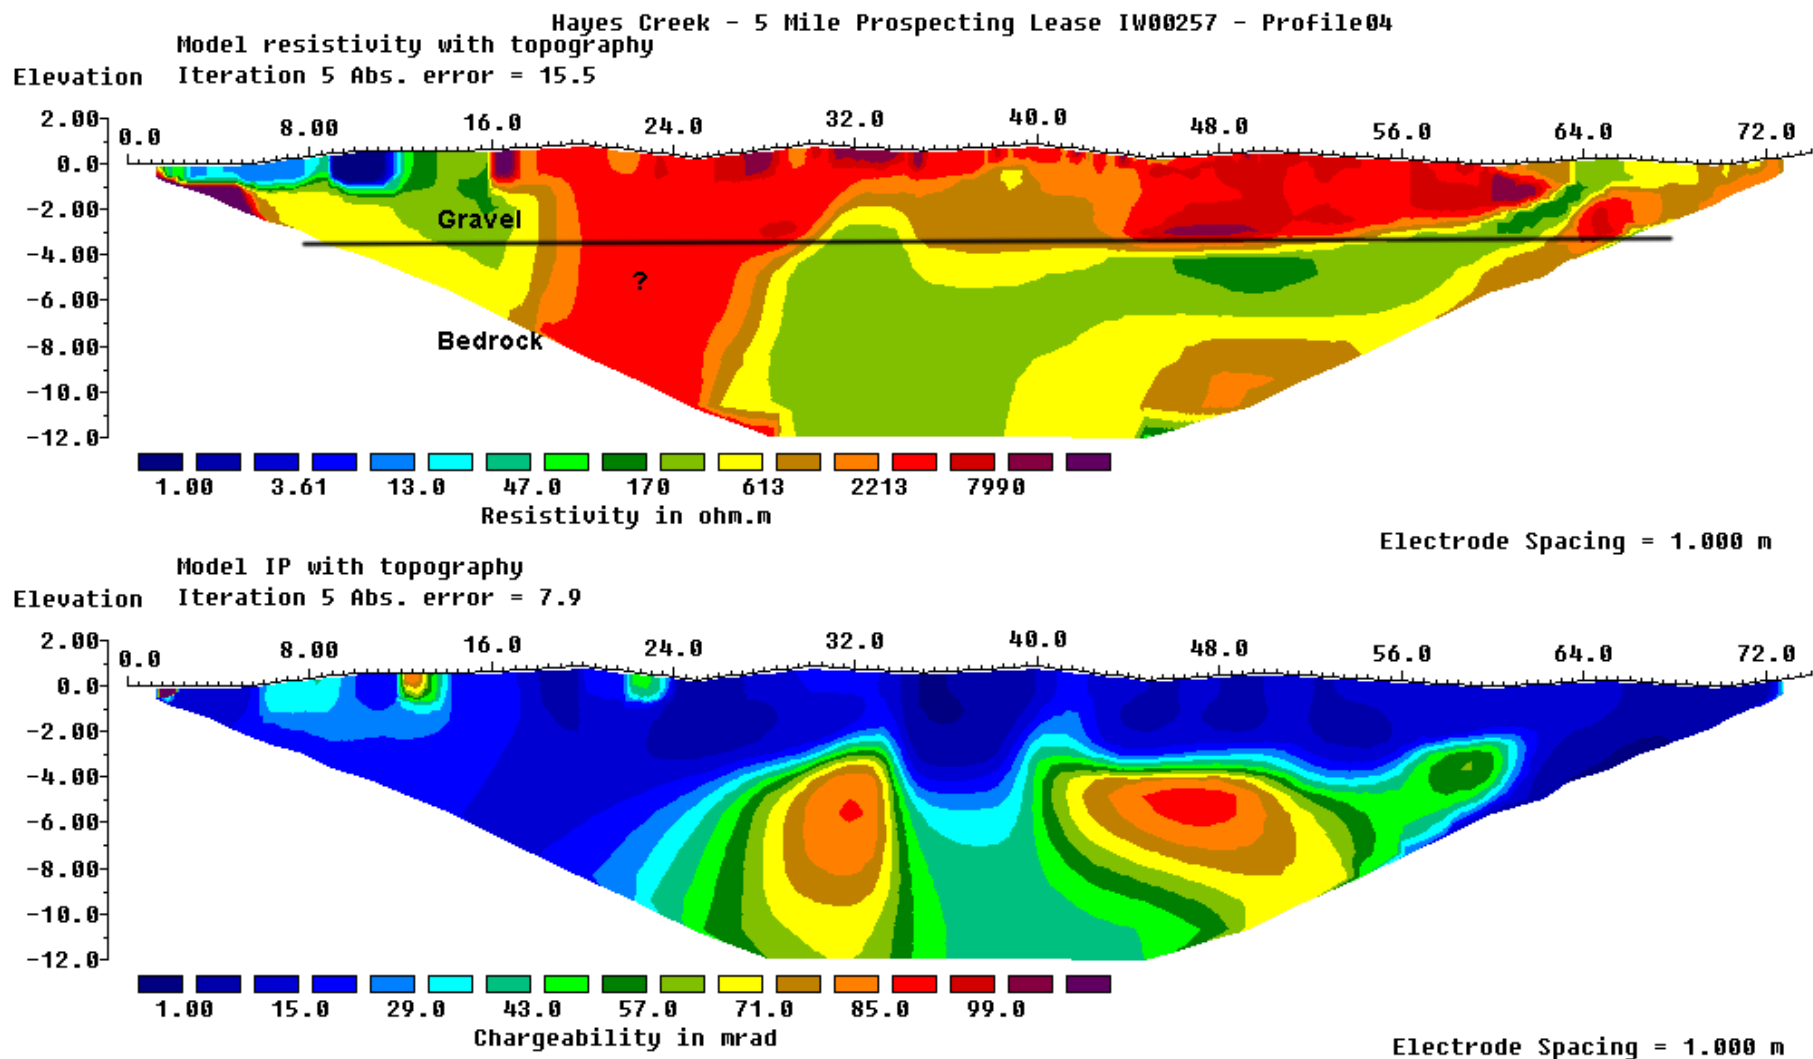 Hayes Creek - 5 Mile Prospecting Lease IW00257 - Profile04
Model resistivity with topography
Elevation Iteration 5 Abs. error = 15.5
2.00
0.0 8.00 16.0 24.0 32.0 40.0 48.0 56.0 64.0 72.0
0.0
-2.00
Gravel
-4.00
?
-6.00
-8.00
Bedrock
-10.0
-12.0
1.00 3.61 13.0 47.0 170 613 2213 7990
Resistivity in ohm.m
Electrode Spacing = 1.000 m
Model IP with topography
Elevation Iteration 5 Abs. error = 7.9
2.00
0.0 8.00 16.0 24.0 32.0 40.0 48.0 56.0 64.0 72.0
0.0
-2.00
-4.00
-6.00
-8.00
-10.0
-12.0
1.00 15.0 29.0 43.0 57.0 71.0 85.0 99.0
Chargeability in mrad
Electrode Spacing = 1.000 m